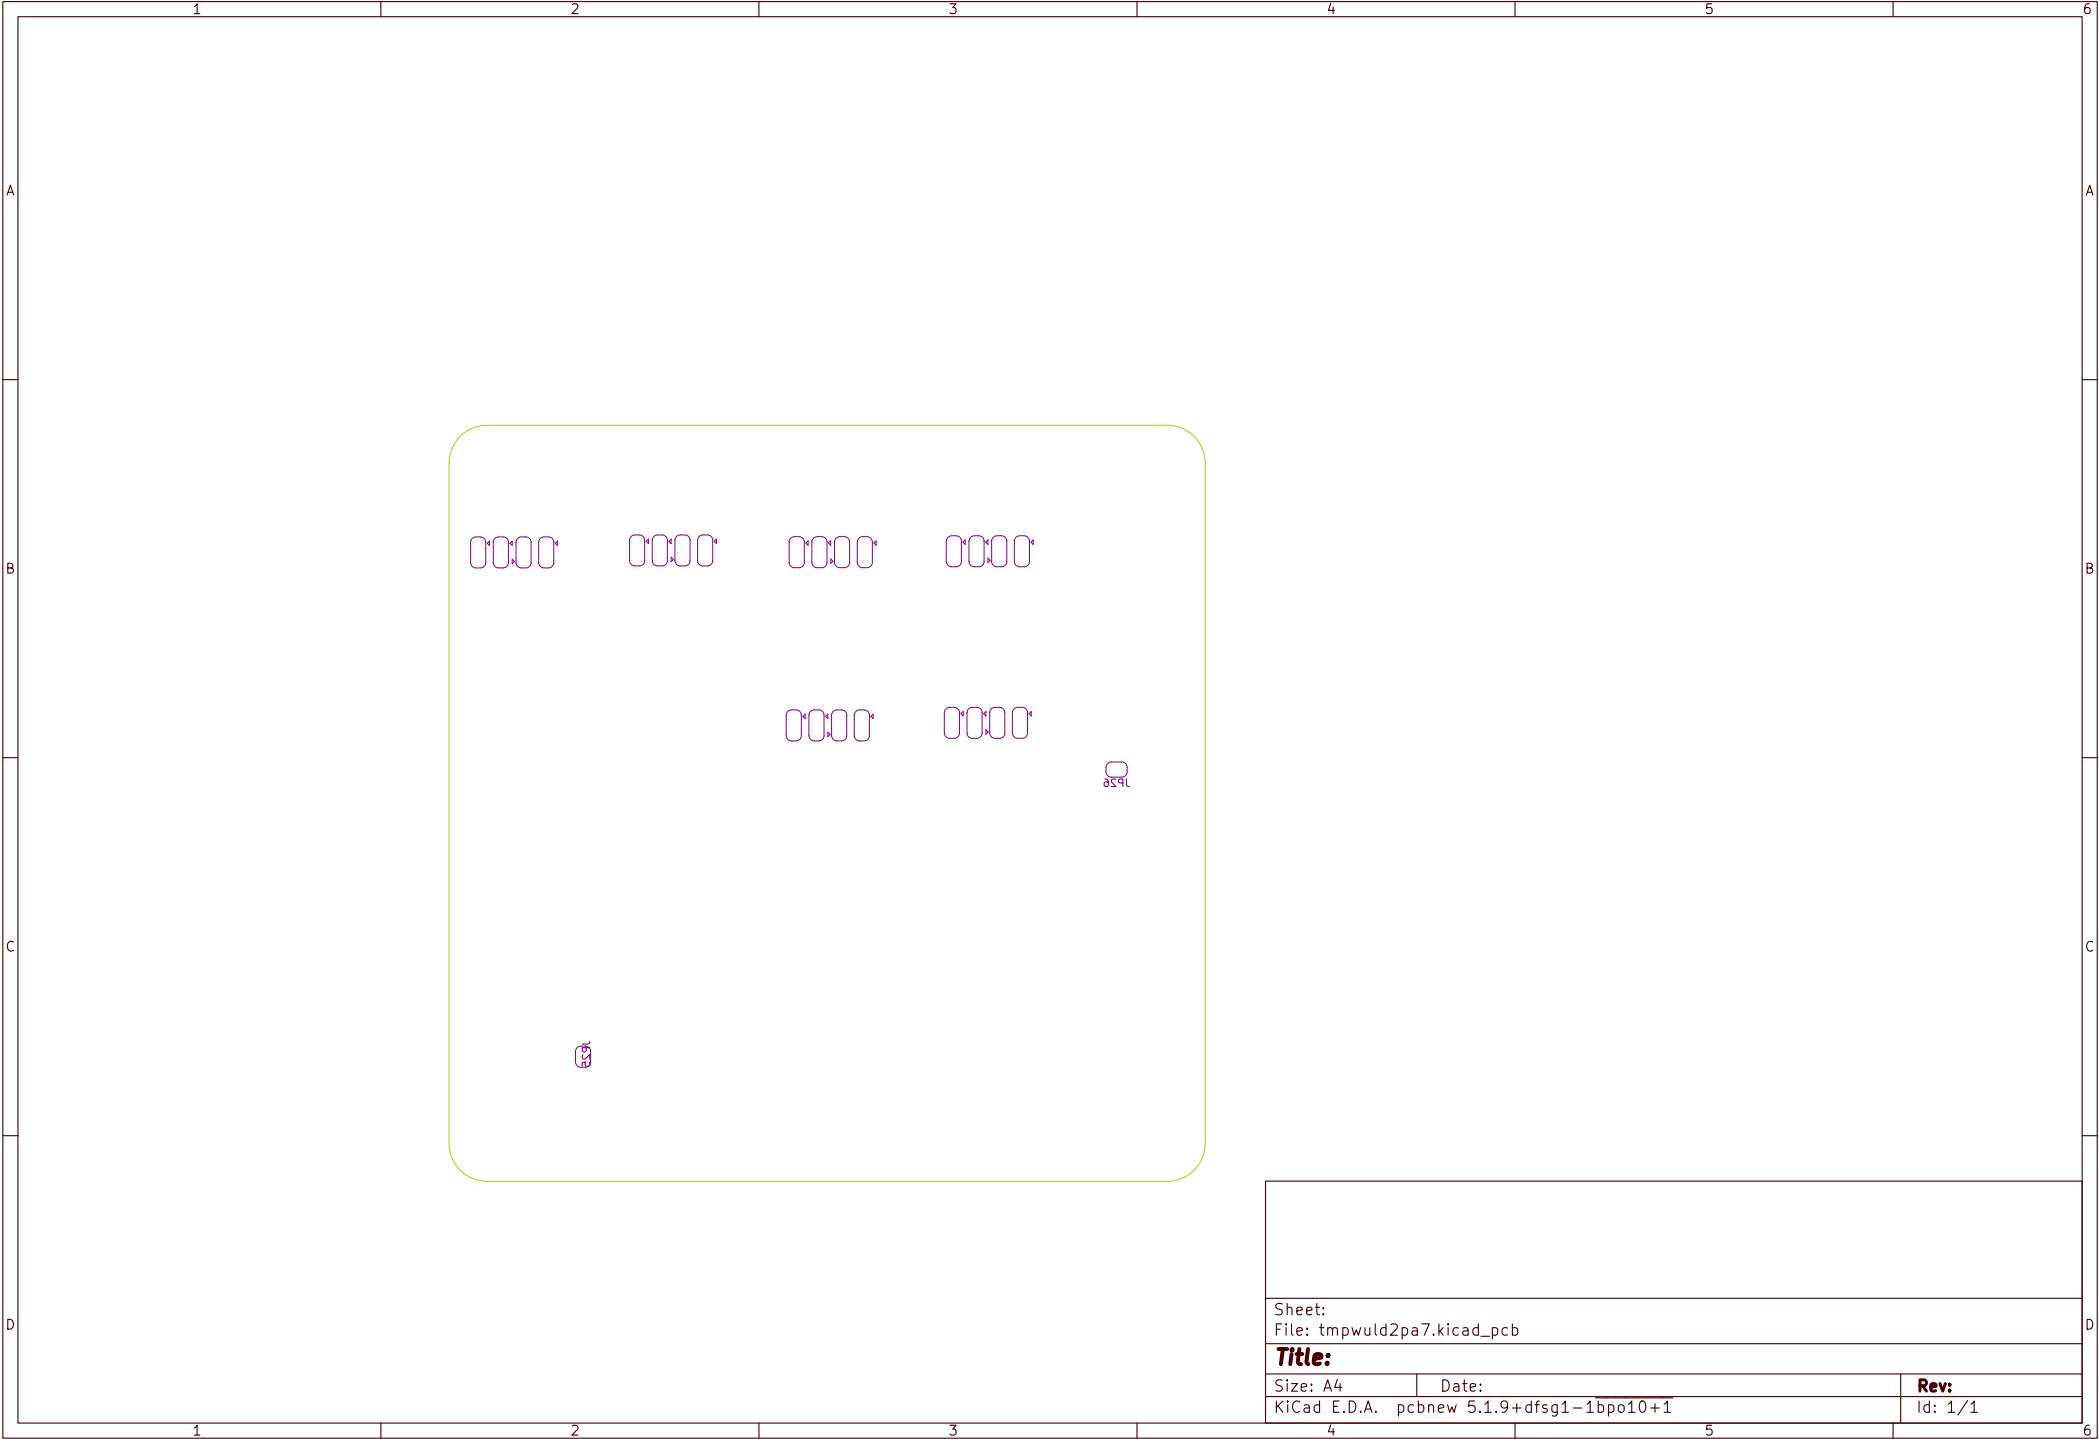 1 2 3 4 5 6
A A
B B
JP26
C C
JP25
Sheet:
File: tmpwuld2pa7.kicad_pcb
D D
Title:
Size: A4 Date: Rev:
KiCad E.D.A. pcbnew 5.1.9+dfsg1-1bpo10+1 Id: 1/1
1 2 3 4 5 6